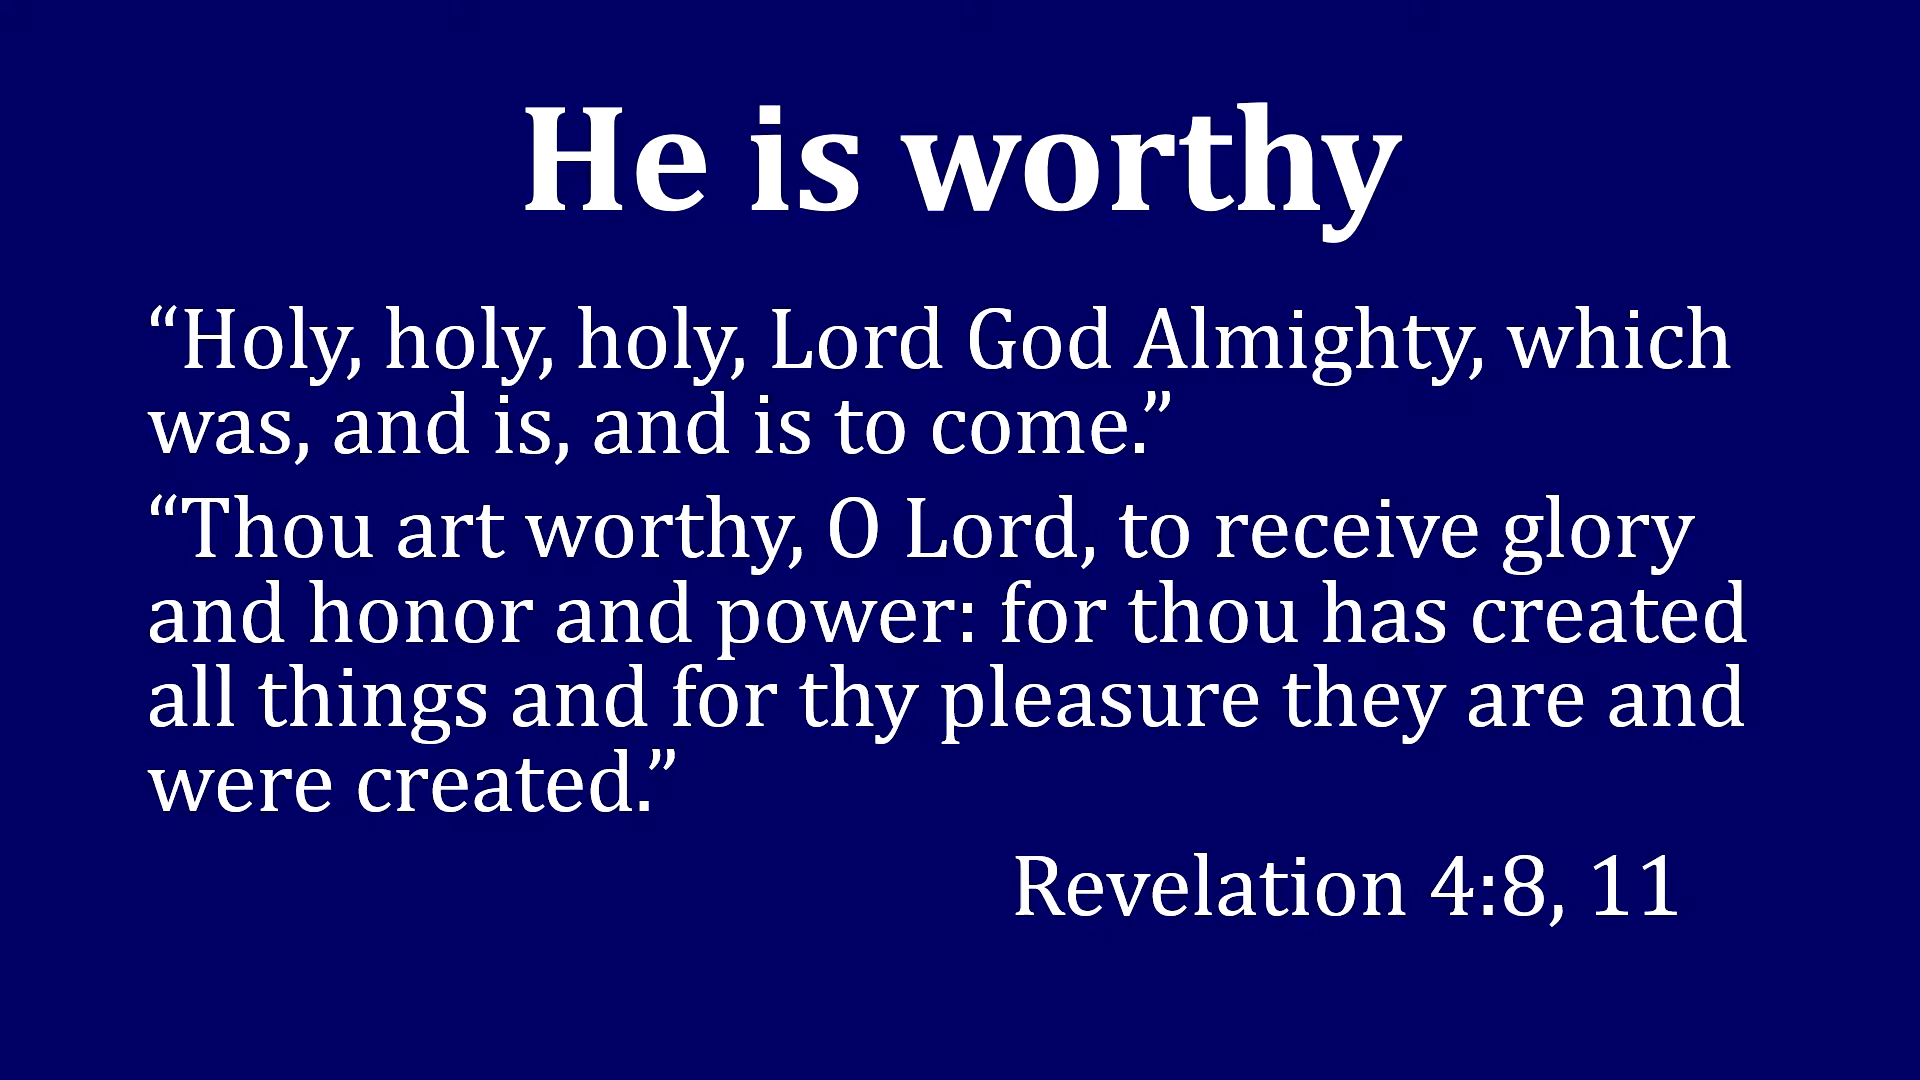 He is worthy
“Holy, holy, holy, Lord God Almighty, which
was, and is, and is to come.”
“Thou art worthy, O Lord, to receive glory
and honor and power: for thou has created
all things and for thy pleasure they are and
were created.”
Revelation 4:8, 11